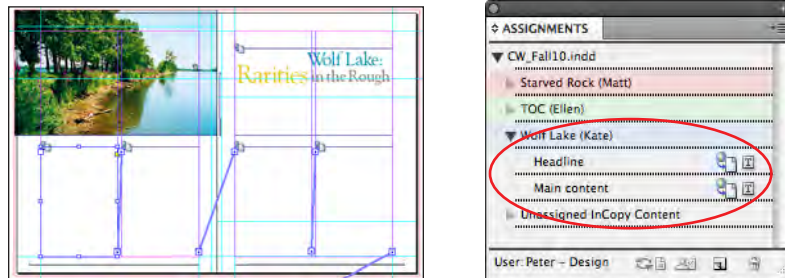 Wolf Lake:
Rarities in the Rough
ASSIGNMENTS
CW_Fall10.indd
Starved Rock (Matt)
TOC (Ellen)
Wolf Lake (Kate)
Headline
Main content
Unassigned InCopy Content
User: Peter - Design